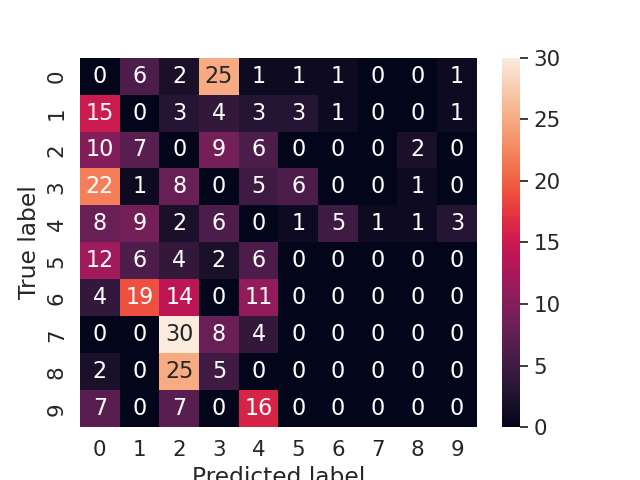 0 0 6 2 25 1 1 1 0 0 1
1 15 0 3 4 3 3 1 0 0 1
2 10 7 0 9 6 0 0 0 2 0
3 22 1 8 0 5 6 0 0 1 0
4 8 9 2 6 0 1 5 1 1 3
5 12 6 4 2 6 0 0 0 0 0
6 4 19 14 0 11 0 0 0 0 0
7 0 0 30 8 4 0 0 0 0 0
8 2 0 25 5 0 0 0 0 0 0
9 7 0 7 0 16 0 0 0 0 0
0 1 2 3 4 5 6 7 8 9
True label
Predicted label
30
25
20
15
10
5
0